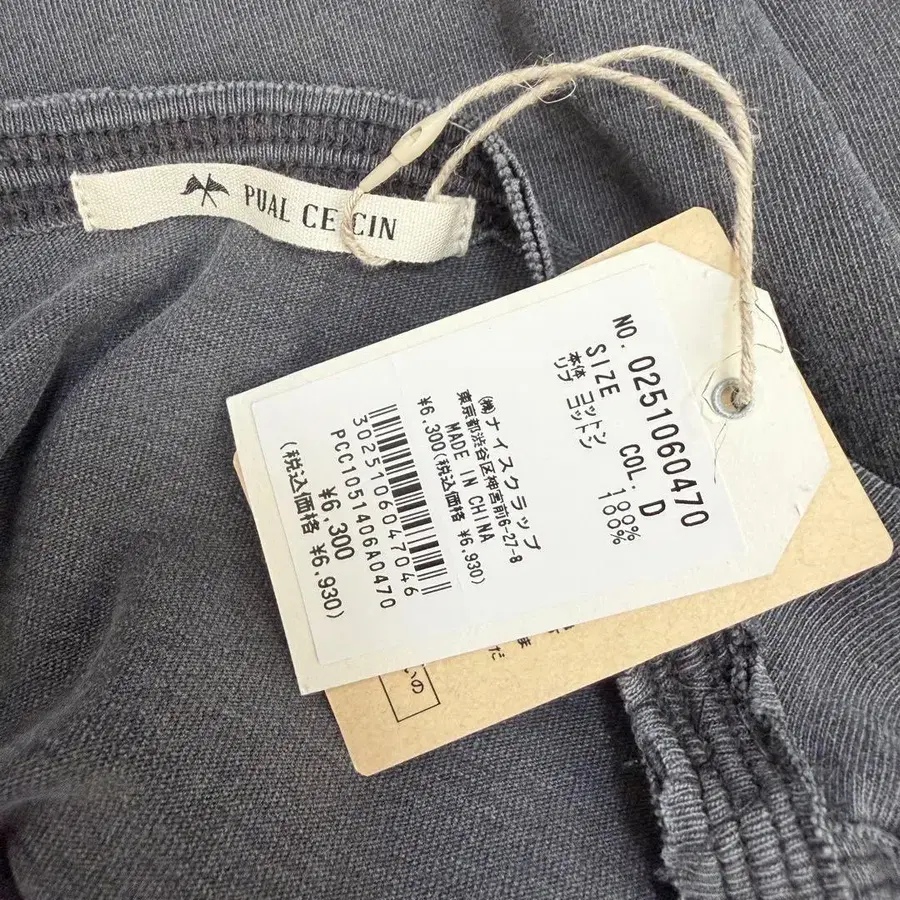 PUAL CE CIN
NO. 02510600470
SIZE COL. D
本体 コットン 100%
リブ コットン 100%
(株)ナイスクラップ
東京都渋谷区神宮前6-27-8
MADE IN CHINA
¥6,300(税込価格 ¥6,930)
3025106047046
PCC1051406A0470
¥6,300
(税込価格 ¥6,930)
いの